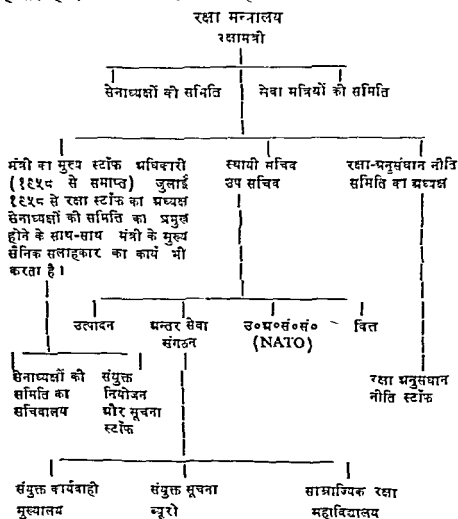 रक्षा मन्त्रालय
रक्षामंत्री
सेनाध्यक्षों की समिति
सेवा मंत्रियों की समिति
मंत्री का मुख्य स्टॉफ अधिकारी
(१९५८ से समाप्त) जुलाई
१९५८ से रक्षा स्टॉफ का अध्यक्ष
सेनाध्यक्षों की समिति का प्रमुख
होने के साथ-साथ मंत्री के मुख्य
सैनिक सलाहकार का कार्य भी
करता है।
स्थायी सचिव
उप सचिव
रक्षा-अनुसंधान नीति
समिति का अध्यक्ष
उत्पादन
अन्तर सेवा
संगठन
उ०अ०सं०सं०
(NATO)
वित्त
सेनाध्यक्षों की
समिति का
सचिवालय
संयुक्त
नियोजन
और सूचना
स्टॉफ
रक्षा अनुसंधान
नीति स्टॉफ
संयुक्त कार्यवाही
मुख्यालय
संयुक्त सूचना
ब्यूरो
साम्राज्यिक रक्षा
महाविद्यालय